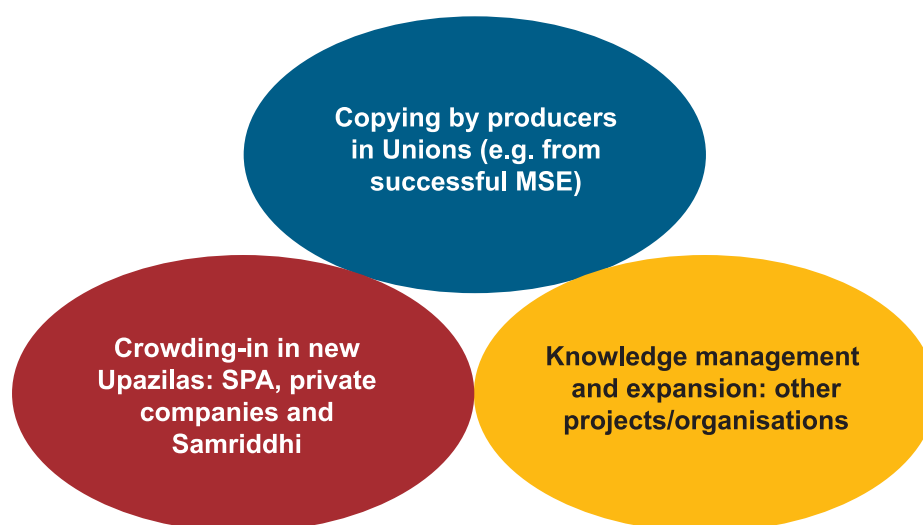 Copying by producers
in Unions (e.g. from
successful MSE)
Crowding-in in new
Upazilas: SPA, private
companies and
Samriddhi
Knowledge management
and expansion: other
projects/organisations